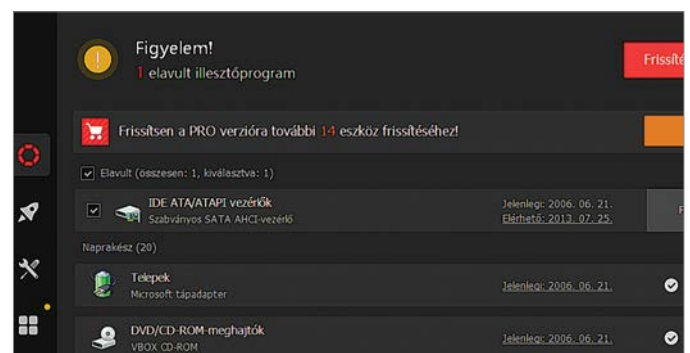 Figyelem!
1 elavult illesztőprogram
Frissíté
Frissítsen a PRO verzióra további 14 eszköz frissítéséhez!
Elavult (összesen: 1, kiválasztva: 1)
IDE ATA/ATAPI vezérlők
Szabványos SATA AHCI-vezérlő
Jelenlegi: 2006. 06. 21.
Elérhető: 2013. 07. 25.
F
Naprakész (20)
Telepek
Microsoft tápadapter
Jelenlegi: 2006. 06. 21.
DVD/CD-ROM-meghajtók
VBOX CD-ROM
Jelenlegi: 2006. 06. 21.